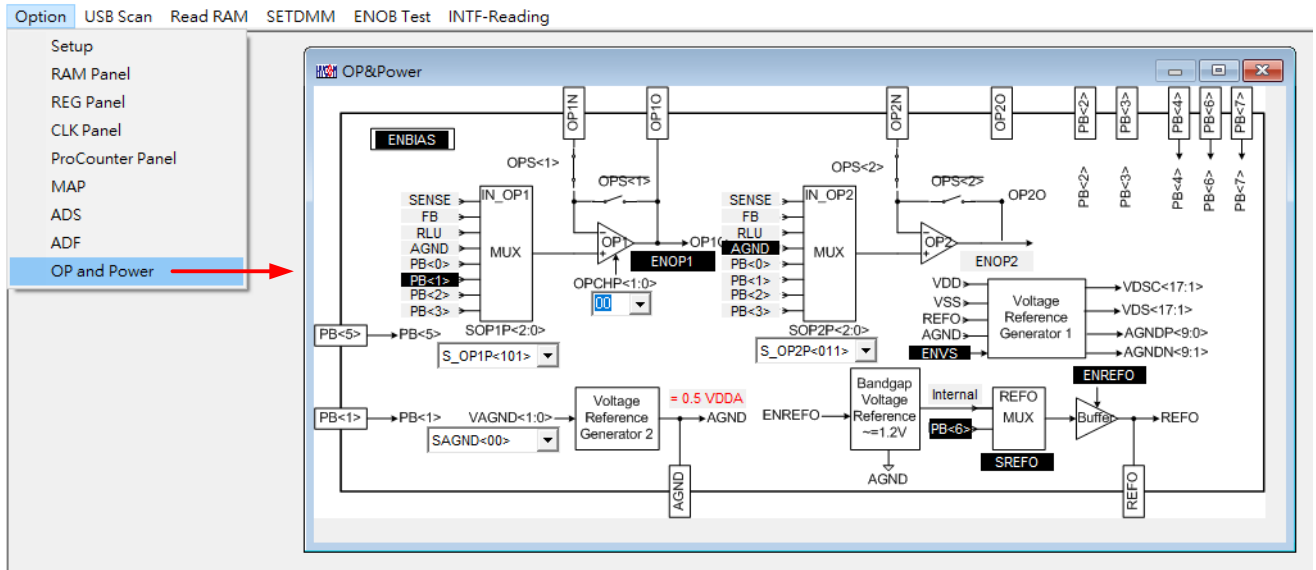 Option USB Scan Read RAM SETDMM ENOB Test INTF-Reading
Setup
RAM Panel
REG Panel
CLK Panel
ProCounter Panel
MAP
ADS
ADF
OP and Power
OP&Power
OP1N
OP1O
OP2N
OP2O
PB<2>
PB<3>
PB<4>
PB<6>
PB<7>
PB<2>
PB<3>
PB<4>
PB<6>
PB<7>
ENBIAS
OPS<1>
OPS<1>
SENSE
FB
RLU
AGND
PB<0>
PB<1>
PB<2>
PB<3>
IN_OP1
MUX
SOP1P<2:0>
S_OP1P<101>
OP1
OP1O
ENOP1
OPCHP<1:0>
00
OPS<2>
OPS<2>
SENSE
FB
RLU
AGND
PB<0>
PB<1>
PB<2>
PB<3>
IN_OP2
MUX
SOP2P<2:0>
S_OP2P<011>
OP2
OP2O
ENOP2
VDD
VSS
REFO
AGND
ENVS
Voltage
Reference
Generator 1
VDSC<17:1>
VDS<17:1>
AGNDP<9:0>
AGNDN<9:1>
PB<5> PB<5>
PB<1> PB<1>
VAGND<1:0>
SAGND<00>
Voltage
Reference
Generator 2
= 0.5 VDDA
AGND
AGND
ENREFO
Bandgap
Voltage
Reference
~=1.2V
AGND
Internal
PB<6>
REFO
MUX
SREFO
ENREFO
Buffer
REFO
REFO